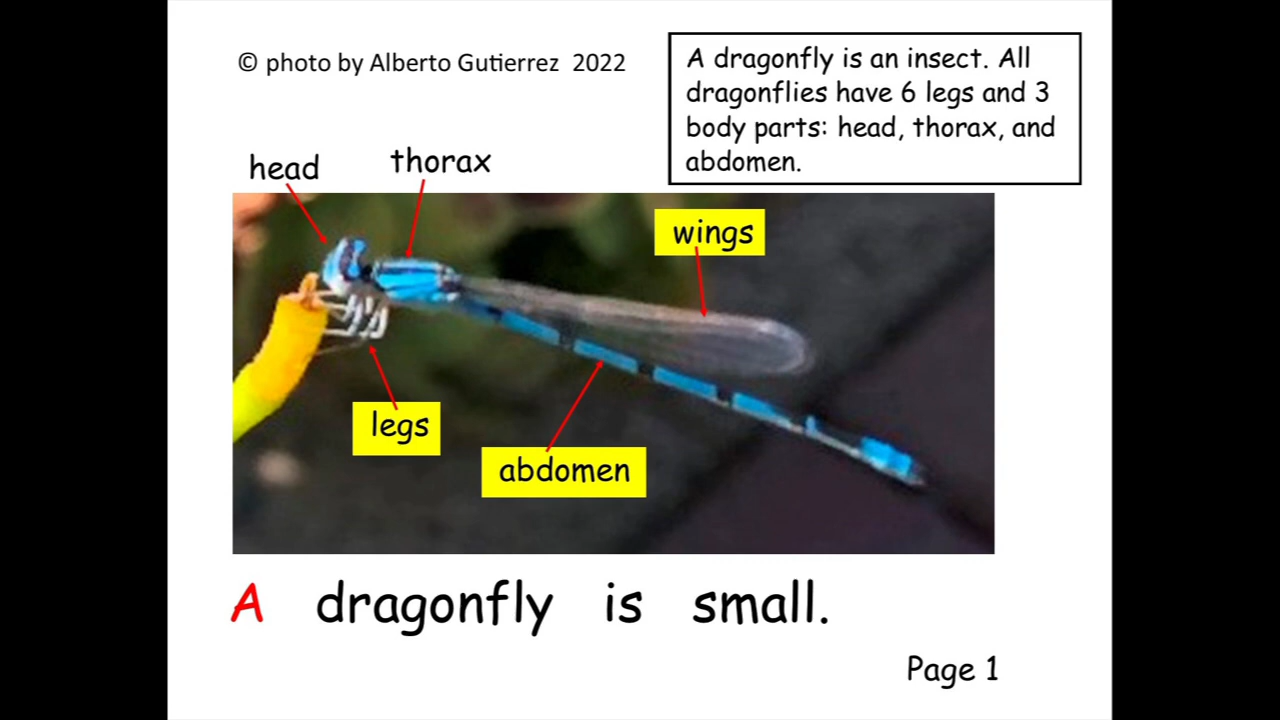 © photo by Alberto Gutierrez 2022
A dragonfly is an insect. All
dragonflies have 6 legs and 3
body parts: head, thorax, and
abdomen.
head
thorax
wings
legs
abdomen
A dragonfly is small.
Page 1